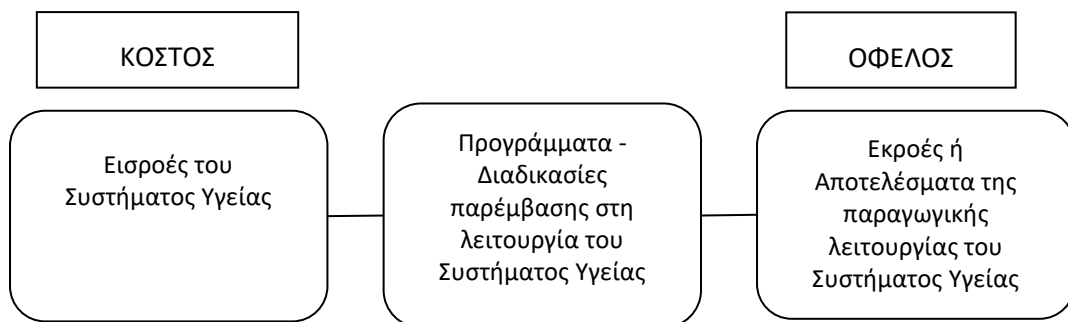 ΚΟΣΤΟΣ
ΟΦΕΛΟΣ
Εισροές του
Συστήματος Υγείας
Προγράμματα -
Διαδικασίες
παρέμβασης στη
λειτουργία του
Συστήματος Υγείας
Εκροές ή
Αποτελέσματα της
παραγωγικής
λειτουργίας του
Συστήματος Υγείας